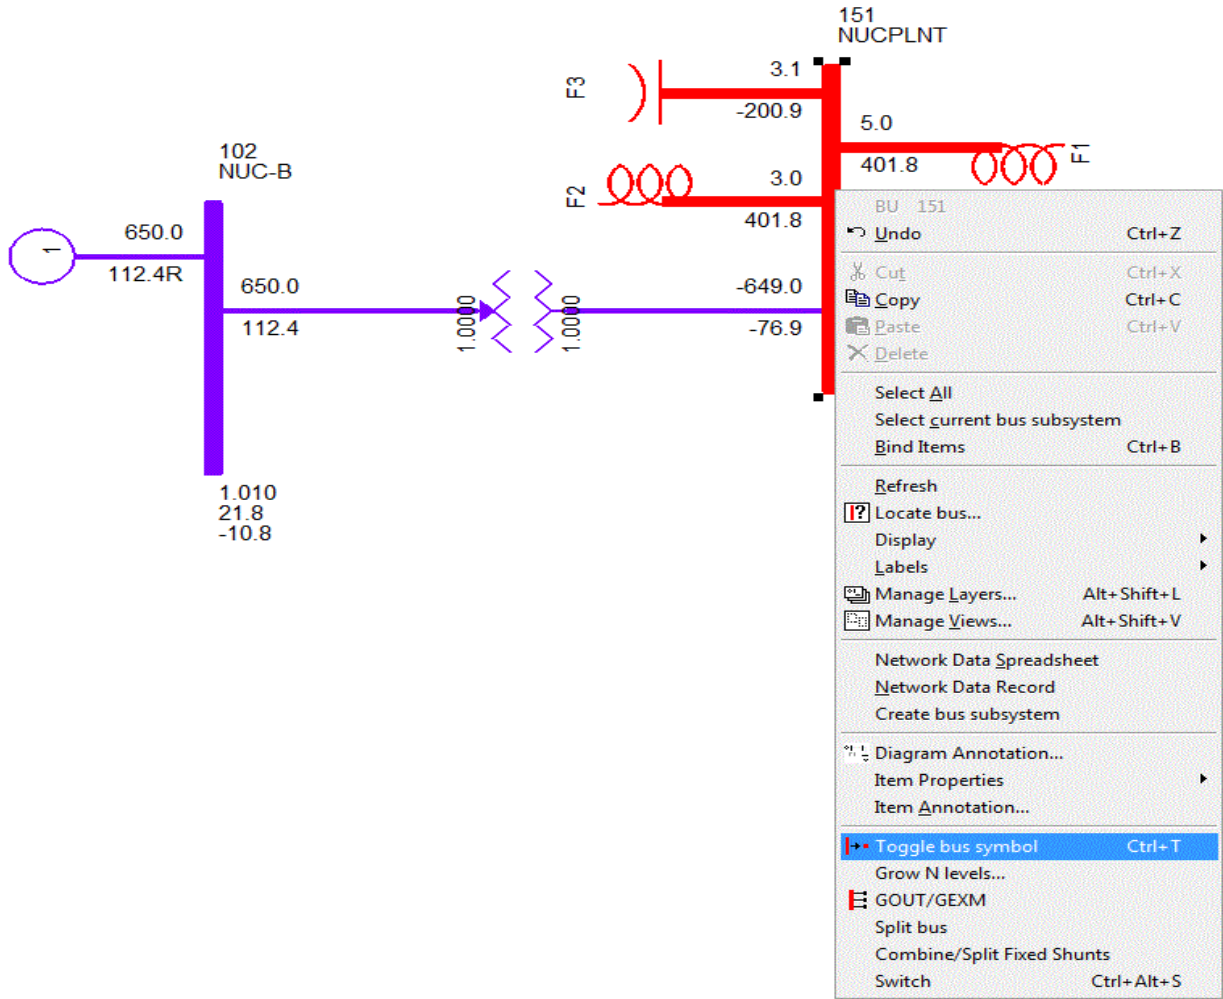 151
NUCPLNT
F3
3.1
-200.9
5.0
401.8
F1
F2
3.0
401.8
102
NUC-B
1
650.0
112.4R
650.0
112.4
1.0000
1.0000
-649.0
-76.9
1.010
21.8
-10.8
BU 151
Undo Ctrl+Z
Cut Ctrl+X
Copy Ctrl+C
Paste Ctrl+V
Delete
Select All
Select current bus subsystem
Bind Items Ctrl+B
Refresh
Locate bus...
Display
Labels
Manage Layers... Alt+Shift+L
Manage Views... Alt+Shift+V
Network Data Spreadsheet
Network Data Record
Create bus subsystem
Diagram Annotation...
Item Properties
Item Annotation...
Toggle bus symbol Ctrl+T
Grow N levels...
GOUT/GEXM
Split bus
Combine/Split Fixed Shunts
Switch Ctrl+Alt+S